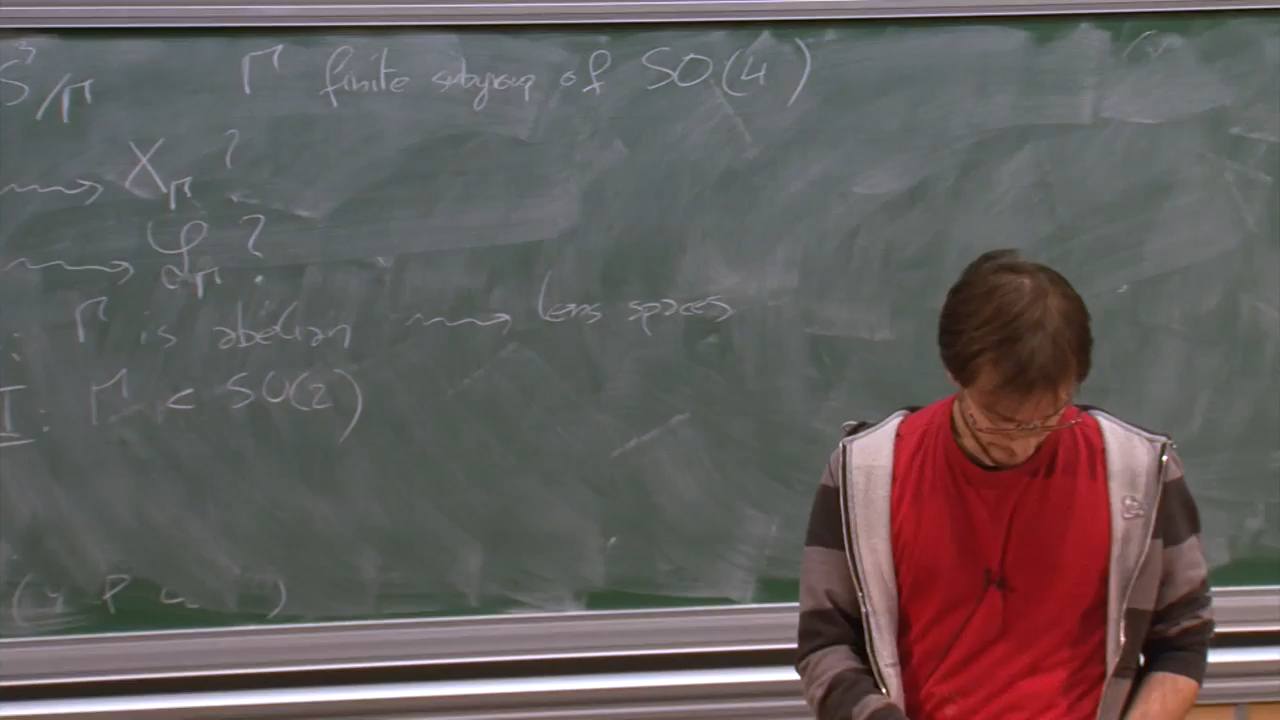 S³/Γ Γ finite subgroup of SO(4)
⇝ X_Γ ?
⇝ φ_Γ ?
: Γ is abelian ⇝ Lens spaces
I : Γ < SU(2)